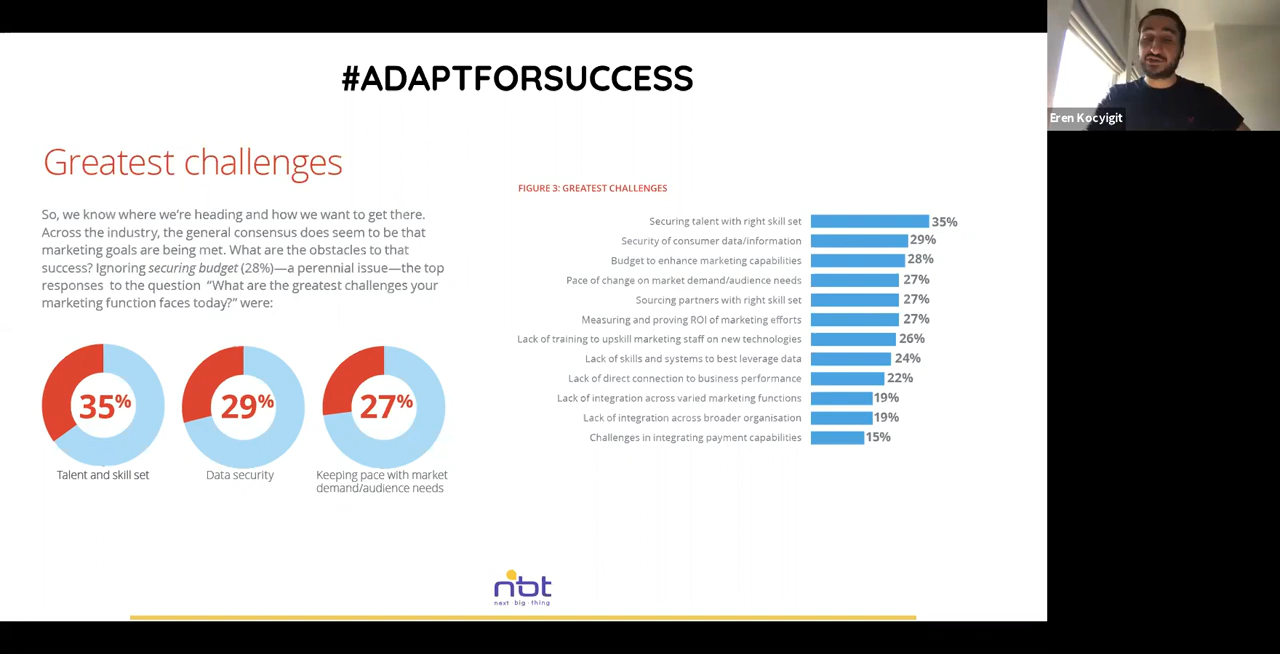 #ADAPTFORSUCCESS
Eren Kocyigit
Greatest challenges
So, we know where we're heading and how we want to get there.
Across the industry, the general consensus does seem to be that
marketing goals are being met. What are the obstacles to that
success? Ignoring securing budget (28%)—a perennial issue—the top
responses to the question “What are the greatest challenges your
marketing function faces today?” were:
35%
Talent and skill set
29%
Data security
27%
Keeping pace with market
demand/audience needs
FIGURE 3: GREATEST CHALLENGES
Securing talent with right skill set 35%
Security of consumer data/information 29%
Budget to enhance marketing capabilities 28%
Pace of change on market demand/audience needs 27%
Sourcing partners with right skill set 27%
Measuring and proving ROI of marketing efforts 27%
Lack of training to upskill marketing staff on new technologies 26%
Lack of skills and systems to best leverage data 24%
Lack of direct connection to business performance 22%
Lack of integration across varied marketing functions 19%
Lack of integration across broader organisation 19%
Challenges in integrating payment capabilities 15%
nbt
next big thing